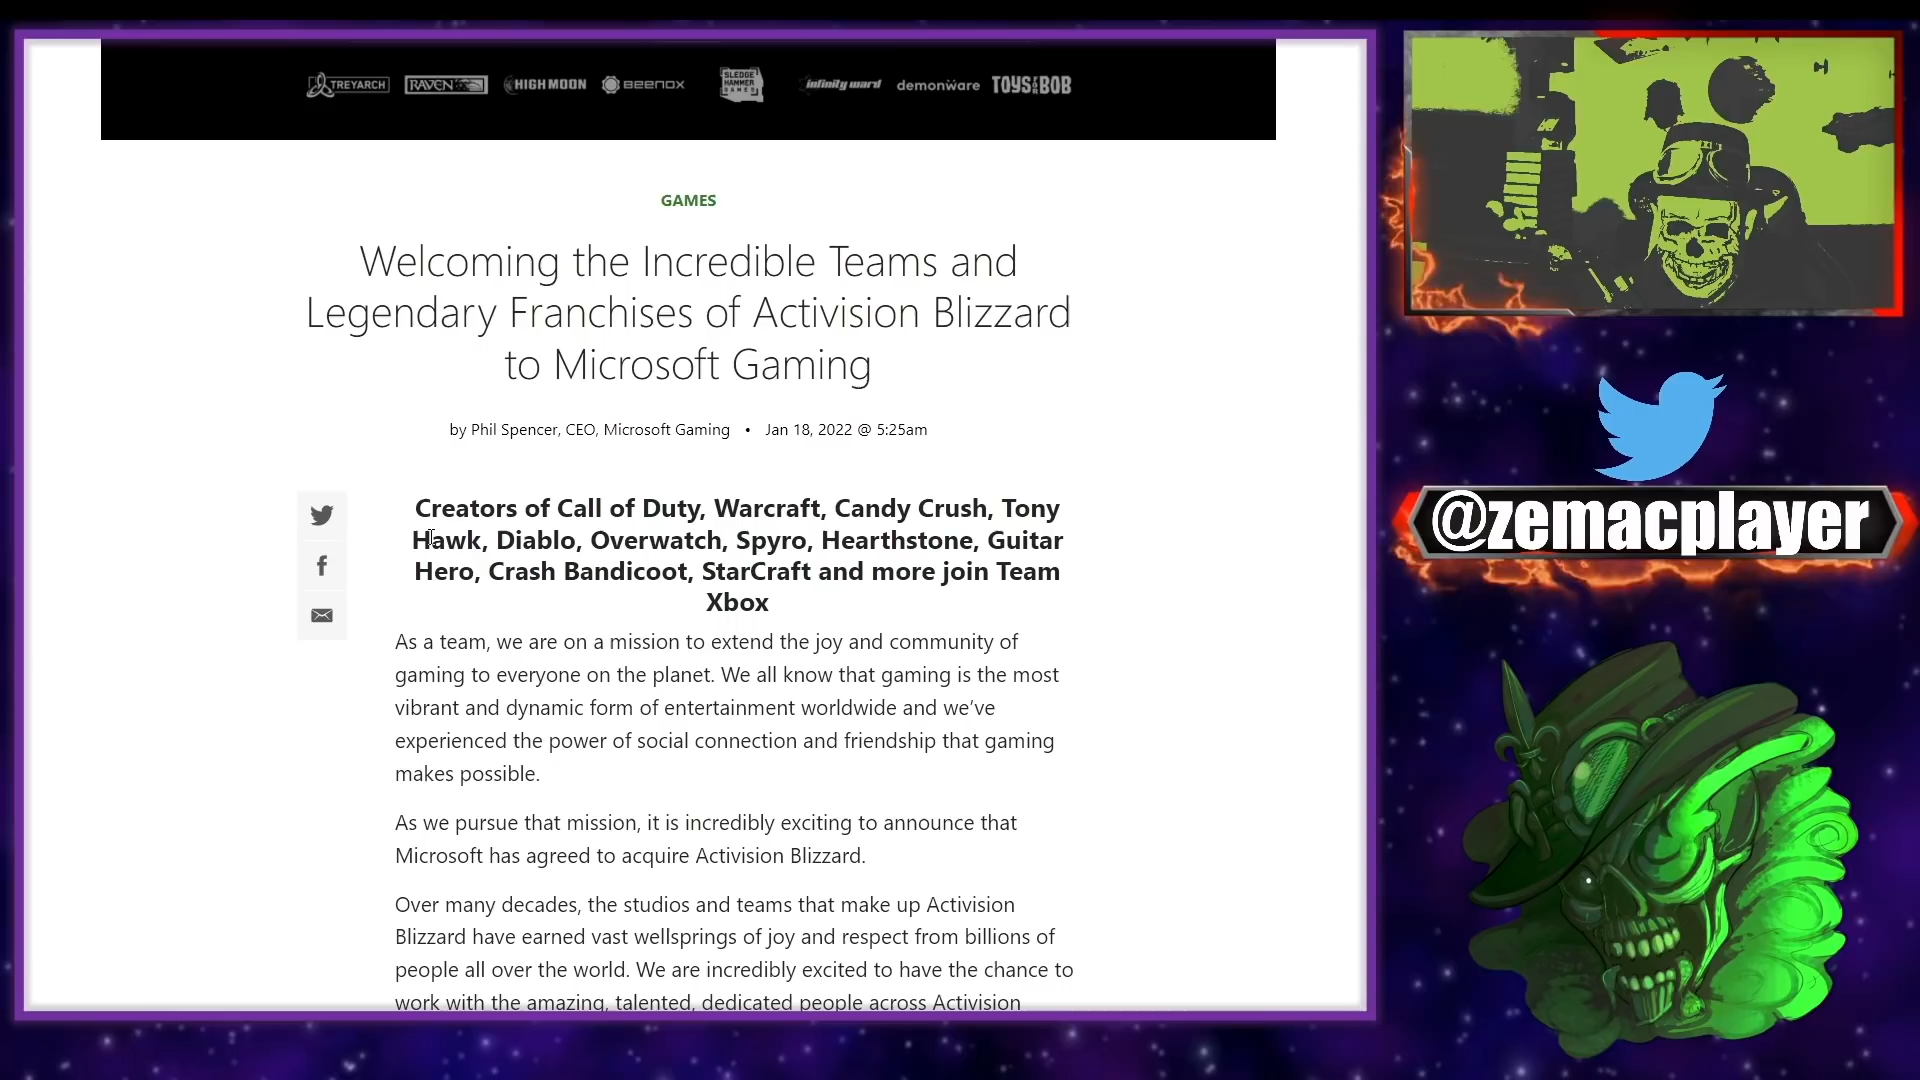 TREYARCH RAVEN HIGH MOON BEENOX SLEDGE HAMMER GAMES infinity ward demonware TOYS FOR BOB
GAMES
Welcoming the Incredible Teams and
Legendary Franchises of Activision Blizzard
to Microsoft Gaming
by Phil Spencer, CEO, Microsoft Gaming • Jan 18, 2022 @ 5:25am
Creators of Call of Duty, Warcraft, Candy Crush, Tony
Hawk, Diablo, Overwatch, Spyro, Hearthstone, Guitar
Hero, Crash Bandicoot, StarCraft and more join Team
Xbox
As a team, we are on a mission to extend the joy and community of
gaming to everyone on the planet. We all know that gaming is the most
vibrant and dynamic form of entertainment worldwide and we’ve
experienced the power of social connection and friendship that gaming
makes possible.
As we pursue that mission, it is incredibly exciting to announce that
Microsoft has agreed to acquire Activision Blizzard.
Over many decades, the studios and teams that make up Activision
Blizzard have earned vast wellsprings of joy and respect from billions of
people all over the world. We are incredibly excited to have the chance to
work with the amazing, talented, dedicated people across Activision
@zemacplayer